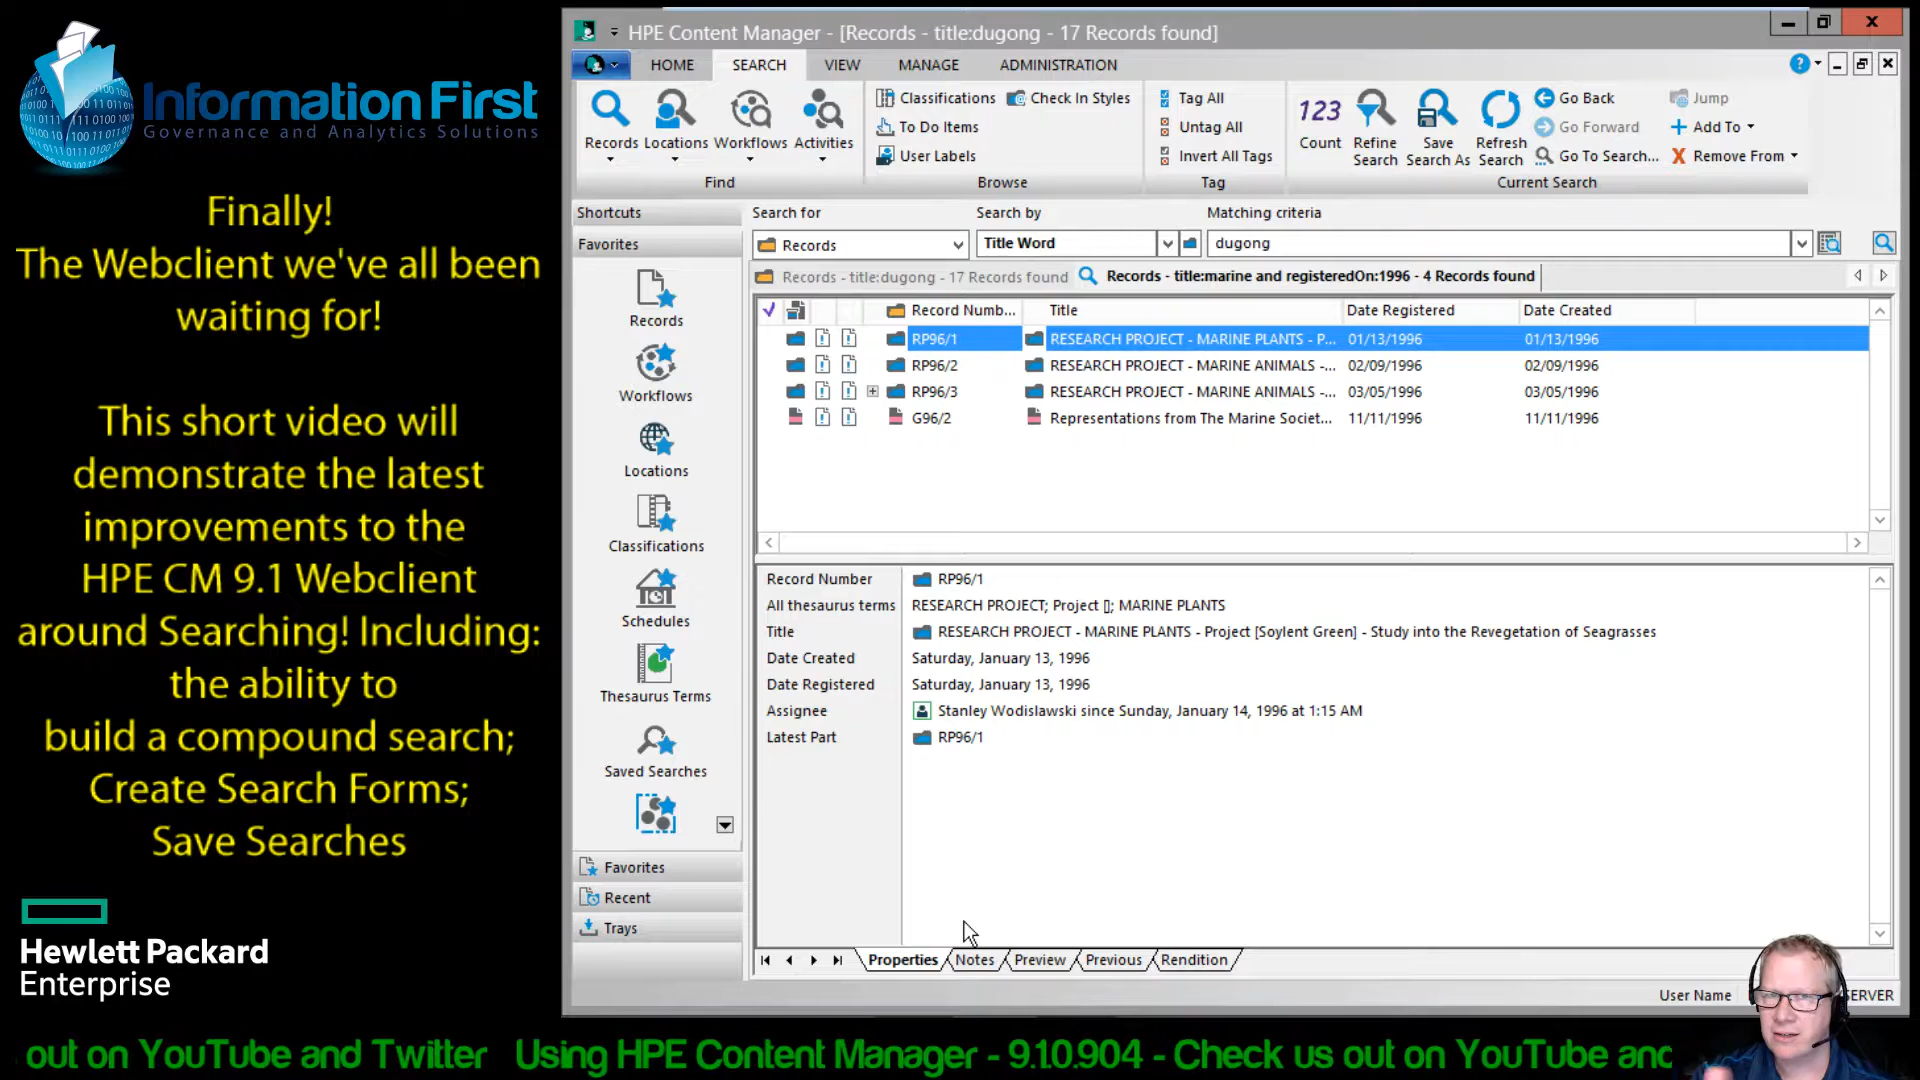 Information First
Governance and Analytics Solutions
Finally!
The Webclient we've all been
waiting for!
This short video will
demonstrate the latest
improvements to the
HPE CM 9.1 Webclient
around Searching! Including:
the ability to
build a compound search;
Create Search Forms;
Save Searches
Hewlett Packard
Enterprise
HPE Content Manager - [Records - title:dugong - 17 Records found]
HOME SEARCH VIEW MANAGE ADMINISTRATION
Records Locations Workflows Activities
Find
Classifications Check In Styles
To Do Items
User Labels
Browse
Tag All
Untag All
Invert All Tags
Tag
123
Count
Refine
Search
Save
Search As
Refresh
Search
Go Back Jump
Go Forward Add To
Go To Search... Remove From
Current Search
Shortcuts
Favorites
Records
Workflows
Locations
Classifications
Schedules
Thesaurus Terms
Saved Searches
Favorites
Recent
Trays
Search for Search by Matching criteria
Records Title Word dugong
Records - title:dugong - 17 Records found Records - title:marine and registeredOn:1996 - 4 Records found
Record Numb... Title Date Registered Date Created
RP96/1 RESEARCH PROJECT - MARINE PLANTS - P... 01/13/1996 01/13/1996
RP96/2 RESEARCH PROJECT - MARINE ANIMALS -... 02/09/1996 02/09/1996
RP96/3 RESEARCH PROJECT - MARINE ANIMALS -... 03/05/1996 03/05/1996
G96/2 Representations from The Marine Societ... 11/11/1996 11/11/1996
Record Number RP96/1
All thesaurus terms RESEARCH PROJECT; Project []; MARINE PLANTS
Title RESEARCH PROJECT - MARINE PLANTS - Project [Soylent Green] - Study into the Revegetation of Seagrasses
Date Created Saturday, January 13, 1996
Date Registered Saturday, January 13, 1996
Assignee Stanley Wodislawski since Sunday, January 14, 1996 at 1:15 AM
Latest Part RP96/1
Properties Notes Preview Previous Rendition
User Name ERVER
out on YouTube and Twitter Using HPE Content Manager - 9.10.904 - Check us out on YouTube and